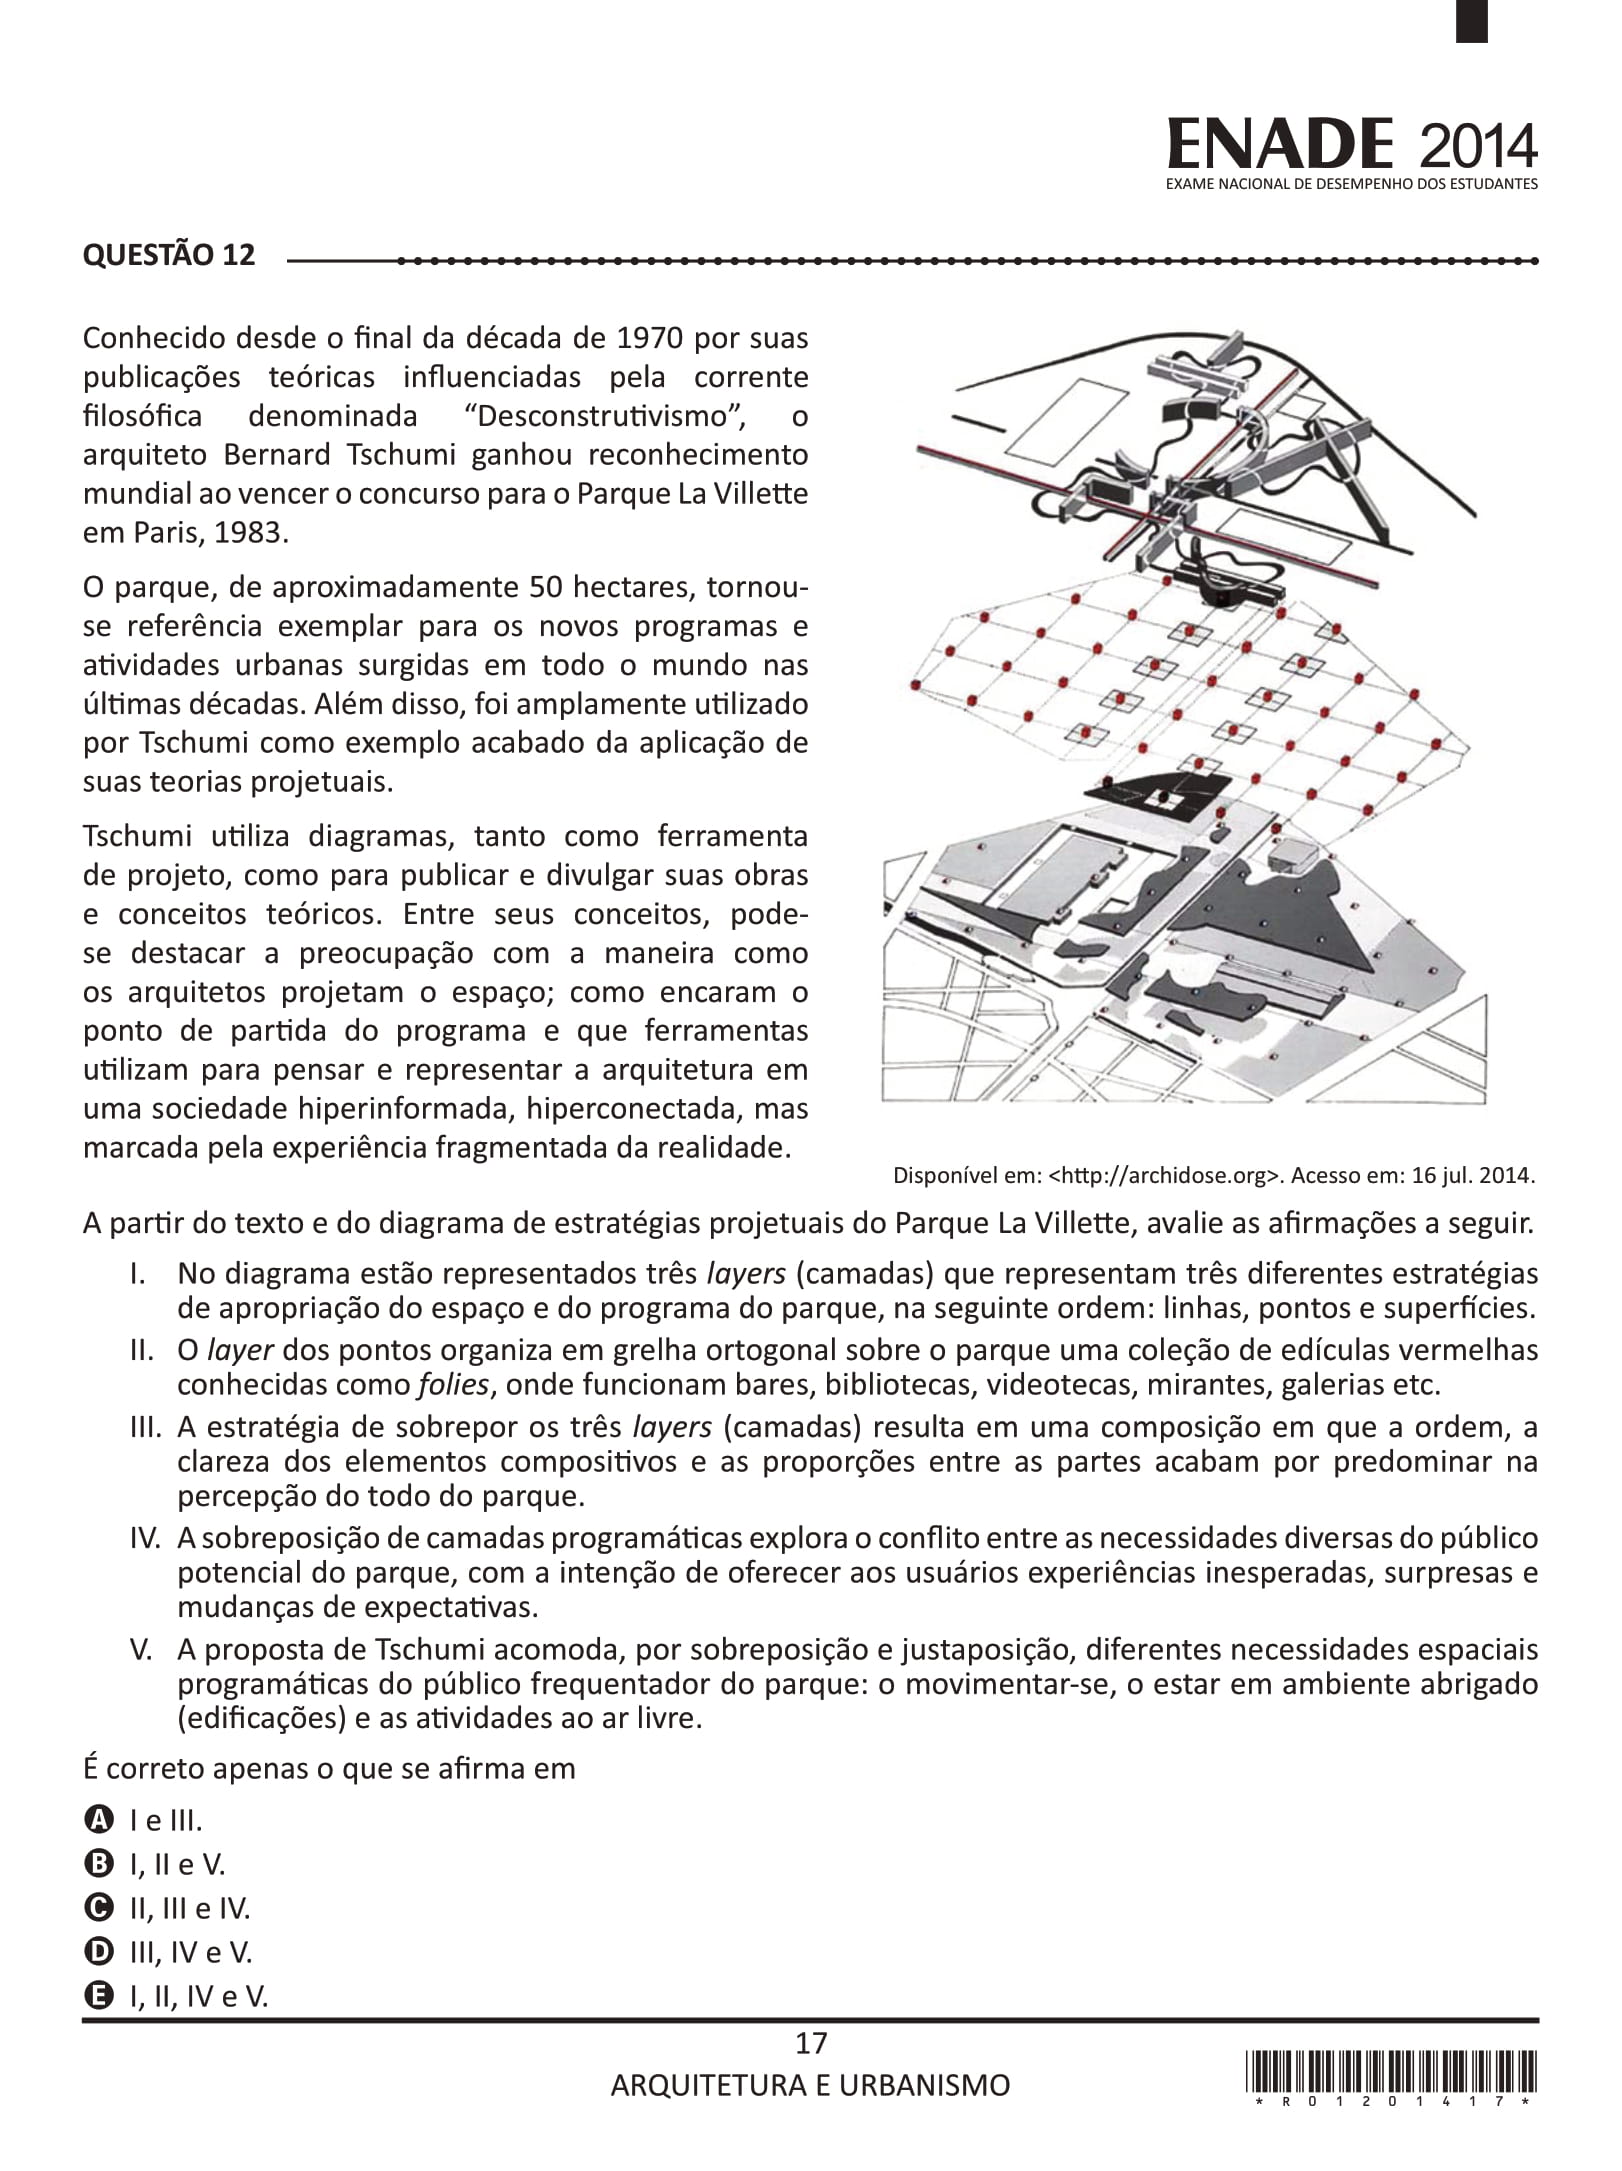 ENADE 2014
EXAME NACIONAL DE DESEMPENHO DOS ESTUDANTES
QUESTÃO 12
Conhecido desde o final da década de 1970 por suas
publicações teóricas influenciadas pela corrente
filosófica denominada “Desconstrutivismo”, o
arquiteto Bernard Tschumi ganhou reconhecimento
mundial ao vencer o concurso para o Parque La Villette
em Paris, 1983.
O parque, de aproximadamente 50 hectares, tornou-
se referência exemplar para os novos programas e
atividades urbanas surgidas em todo o mundo nas
últimas décadas. Além disso, foi amplamente utilizado
por Tschumi como exemplo acabado da aplicação de
suas teorias projetuais.
Tschumi utiliza diagramas, tanto como ferramenta
de projeto, como para publicar e divulgar suas obras
e conceitos teóricos. Entre seus conceitos, pode-
se destacar a preocupação com a maneira como
os arquitetos projetam o espaço; como encaram o
ponto de partida do programa e que ferramentas
utilizam para pensar e representar a arquitetura em
uma sociedade hiperinformada, hiperconectada, mas
marcada pela experiência fragmentada da realidade.
Disponível em: <http://archidose.org>. Acesso em: 16 jul. 2014.
A partir do texto e do diagrama de estratégias projetuais do Parque La Villette, avalie as afirmações a seguir.
I. No diagrama estão representados três layers (camadas) que representam três diferentes estratégias
de apropriação do espaço e do programa do parque, na seguinte ordem: linhas, pontos e superfícies.
II. O layer dos pontos organiza em grelha ortogonal sobre o parque uma coleção de edículas vermelhas
conhecidas como folies, onde funcionam bares, bibliotecas, videotecas, mirantes, galerias etc.
III. A estratégia de sobrepor os três layers (camadas) resulta em uma composição em que a ordem, a
clareza dos elementos compositivos e as proporções entre as partes acabam por predominar na
percepção do todo do parque.
IV. A sobreposição de camadas programáticas explora o conflito entre as necessidades diversas do público
potencial do parque, com a intenção de oferecer aos usuários experiências inesperadas, surpresas e
mudanças de expectativas.
V. A proposta de Tschumi acomoda, por sobreposição e justaposição, diferentes necessidades espaciais
programáticas do público frequentador do parque: o movimentar-se, o estar em ambiente abrigado
(edificações) e as atividades ao ar livre.
É correto apenas o que se afirma em
A I e III.
B I, II e V.
C II, III e IV.
D III, IV e V.
E I, II, IV e V.
17
ARQUITETURA E URBANISMO
* R 0 1 2 0 1 4 1 7 *